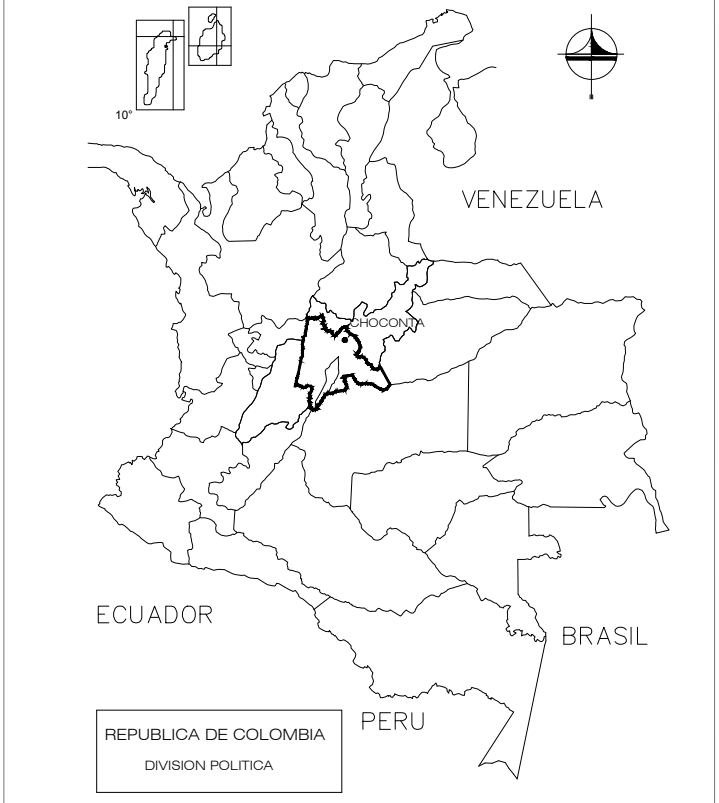 10°
VENEZUELA
CHOCONTA
ECUADOR
BRASIL
PERU
REPUBLICA DE COLOMBIA
DIVISION POLITICA